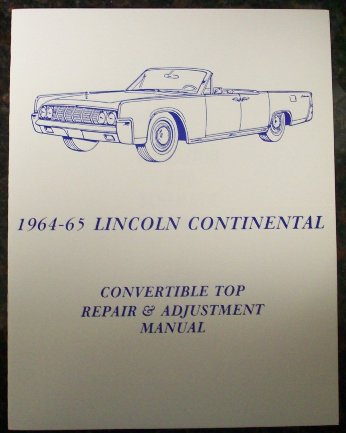 1964-65 LINCOLN CONTINENTAL
CONVERTIBLE TOP
REPAIR & ADJUSTMENT
MANUAL